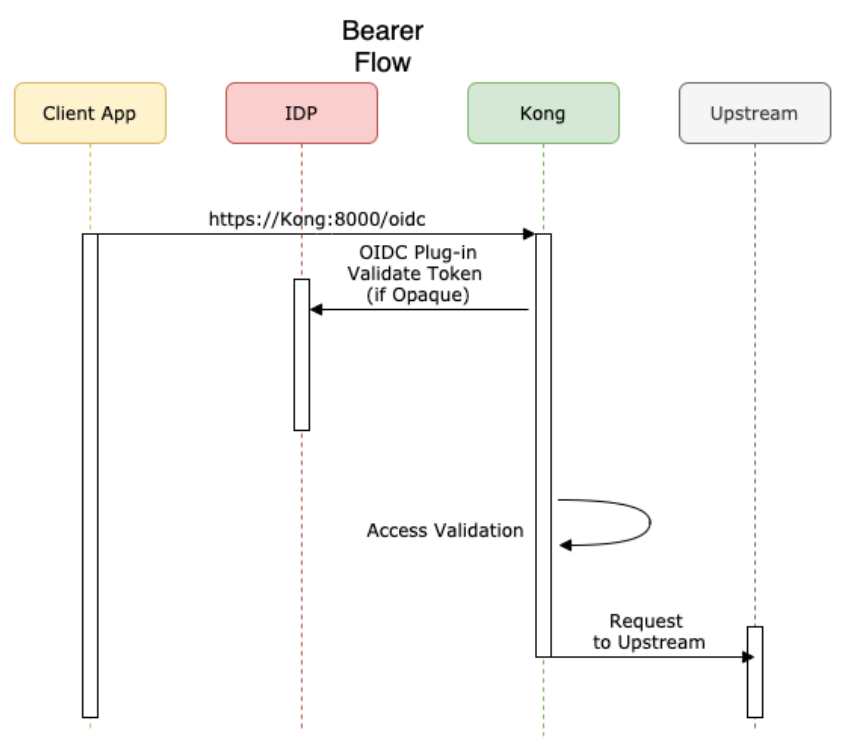 Bearer
Flow
Client App
IDP
Kong
Upstream
https://Kong:8000/oidc
OIDC Plug-in
Validate Token
(if Opaque)
Access Validation
Request
to Upstream